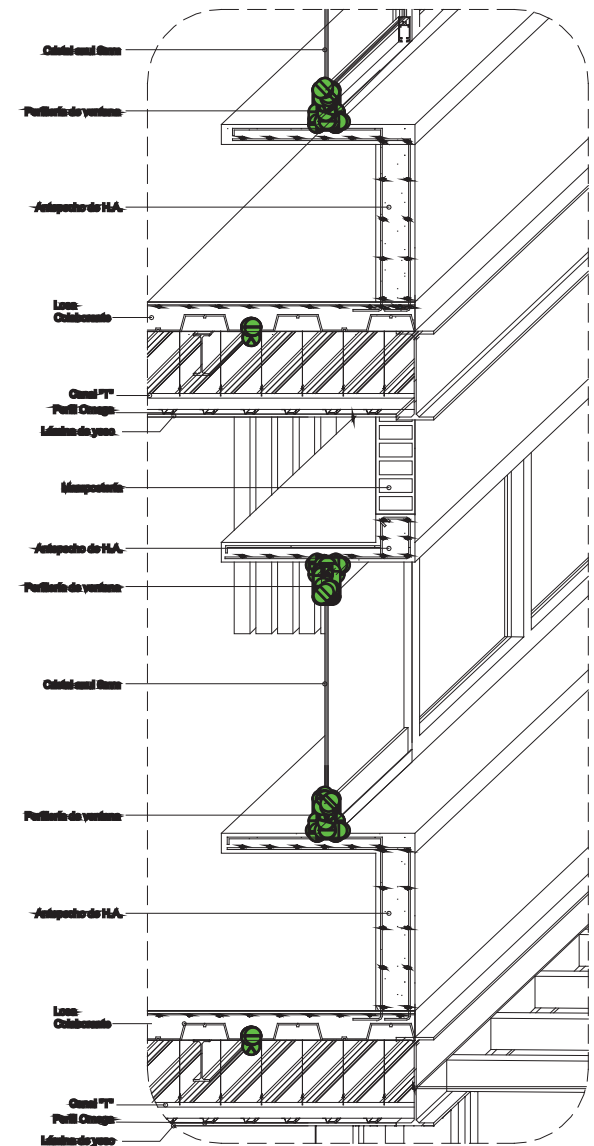 Cristal azul 8mm
Perfilería de ventana
Antepecho de H.A.
Losa
Colaborante
Canal "T"
Perfil Omega
Lámina de yeso
Mampostería
Antepecho de H.A.
Perfilería de ventana
Cristal azul 8mm
Perfilería de ventana
Antepecho de H.A.
Losa
Colaborante
Canal "T"
Perfil Omega
Lámina de yeso